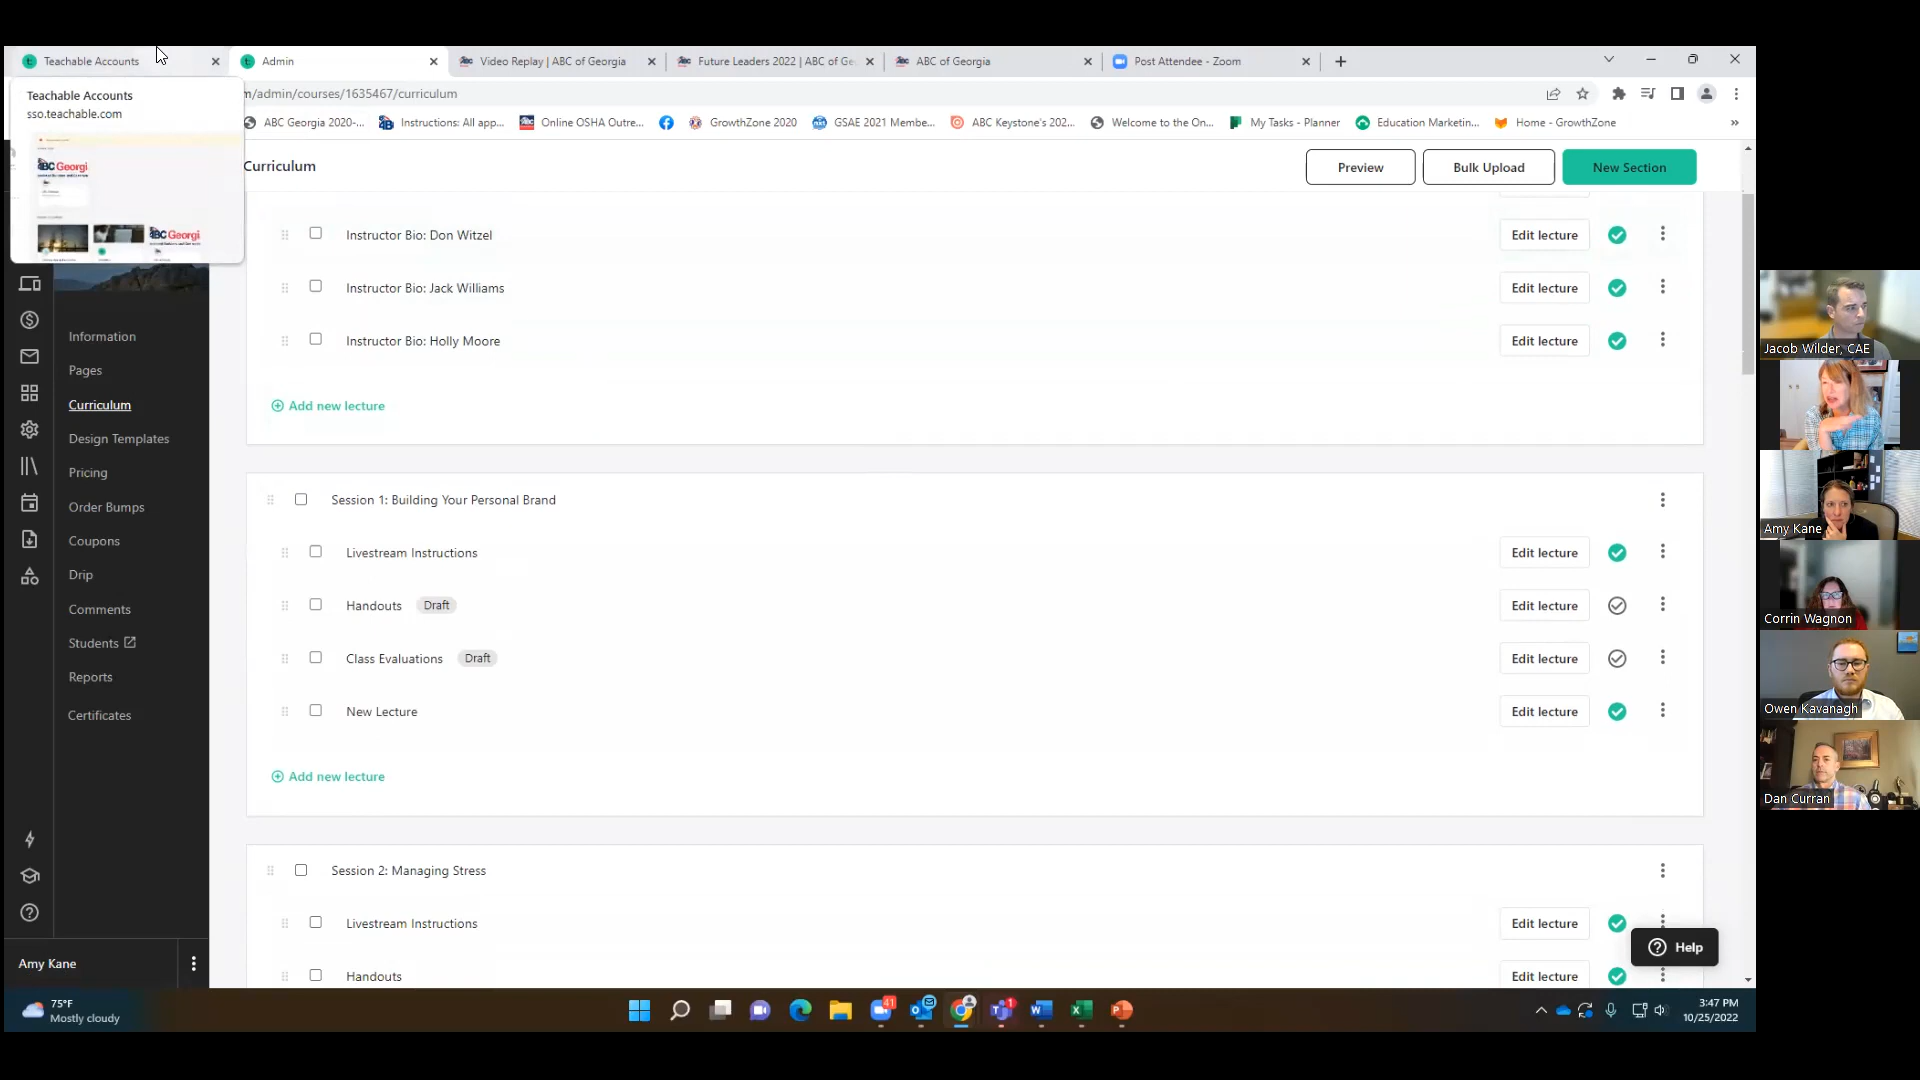 Teachable Accounts
Admin
Video Replay | ABC of Georgia
Future Leaders 2022 | ABC of Ge
ABC of Georgia
Post Attendee - Zoom
Teachable Accounts
sso.teachable.com
m/admin/courses/1635467/curriculum
ABC Georgia 2020-...
Instructions: All app...
Online OSHA Outre...
GrowthZone 2020
GSAE 2021 Membe...
ABC Keystone's 202...
Welcome to the On...
My Tasks - Planner
Education Marketin...
Home - GrowthZone
»
ABC Georgi
ABC Georgi
Curriculum
Preview
Bulk Upload
New Section
Instructor Bio: Don Witzel
Edit lecture
Instructor Bio: Jack Williams
Edit lecture
Instructor Bio: Holly Moore
Edit lecture
Add new lecture
Session 1: Building Your Personal Brand
Livestream Instructions
Edit lecture
Handouts Draft
Edit lecture
Class Evaluations Draft
Edit lecture
New Lecture
Edit lecture
Add new lecture
Session 2: Managing Stress
Livestream Instructions
Edit lecture
Handouts
Edit lecture
Help
Information
Pages
Curriculum
Design Templates
Pricing
Order Bumps
Coupons
Drip
Comments
Students
Reports
Certificates
Amy Kane
75°F
Mostly cloudy
41
1
3:47 PM
10/25/2022
Jacob Wilder, CAE
Amy Kane
Corrin Wagnon
Owen Kavanagh
Dan Curran